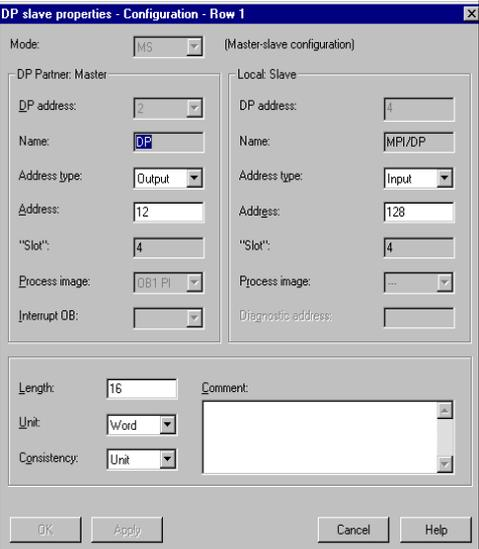 DP slave properties - Configuration - Row 1
Mode: MS (Master-slave configuration)
DP Partner: Master
DP address: 2
Name: DP
Address type: Output
Address: 12
"Slot": 4
Process image: OB1 PI
Interrupt OB:
Local: Slave
DP address: 4
Name: MPI/DP
Address type: Input
Address: 128
"Slot": 4
Process image: ---
Diagnostic address:
Length: 16
Unit: Word
Consistency: Unit
Comment:
OK Apply Cancel Help